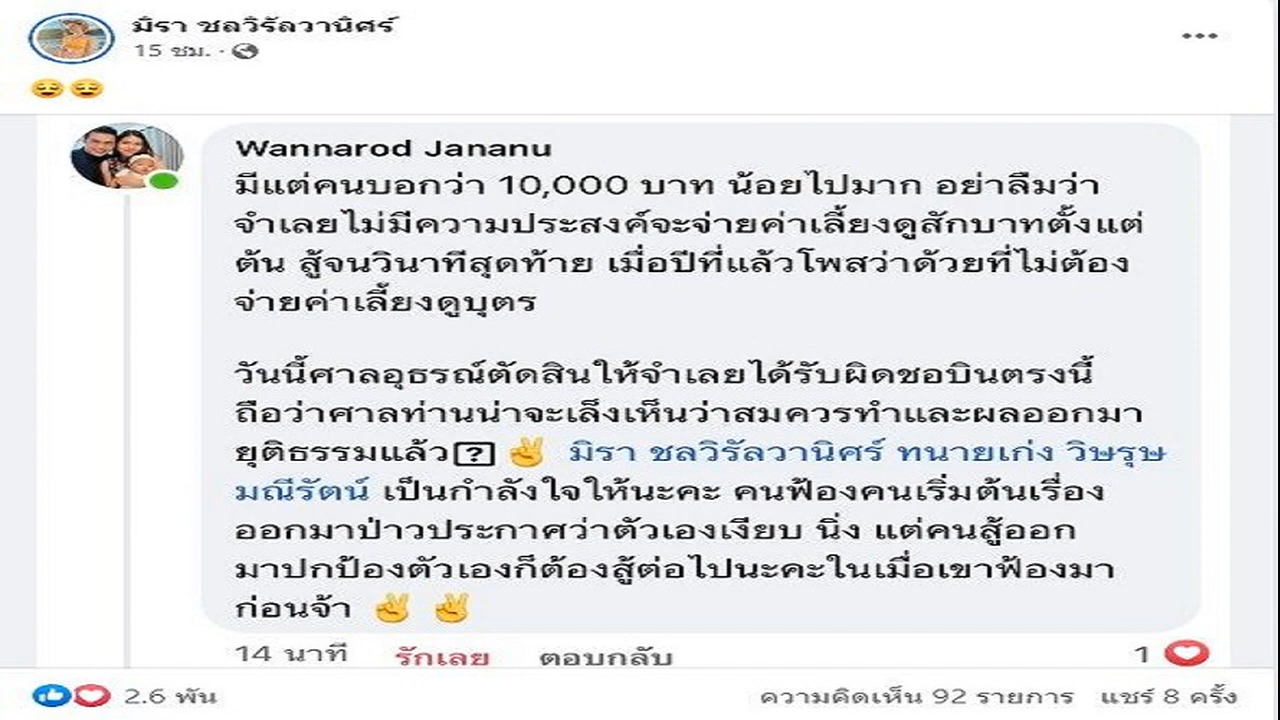 มิรา ชลวิรัลวานิศร์
15 ชม. ·
Wannarod Jananu
มีแต่คนบอกว่า 10,000 บาท น้อยไปมาก อย่าลืมว่า
จำเลยไม่มีความประสงค์จะจ่ายค่าเลี้ยงดูสักบาทตั้งแต่
ต้น สู้จนวินาทีสุดท้าย เมื่อปีที่แล้วโพสว่าด้วยที่ไม่ต้อง
จ่ายค่าเลี้ยงดูบุตร
วันนี้ศาลอุธรณ์ตัดสินให้จำเลยได้รับผิดชอบินตรงนี้
ถือว่าศาลท่านน่าจะเล็งเห็นว่าสมควรทำและผลออกมา
ยุติธรรมแล้ว✌️ มิรา ชลวิรัลวานิศร์ ทนายเก่ง วิษรุษ
มณีรัตน์ เป็นกำลังใจให้นะคะ คนฟ้องคนเริ่มต้นเรื่อง
ออกมาป่าวประกาศว่าตัวเองเงียบ นิ่ง แต่คนสู้ออก
มาปกป้องตัวเองก็ต้องสู้ต่อไปนะคะในเมื่อเขาฟ้องมา
ก่อนจ้า ✌️ ✌️
14 นาที รักเลย ตอบกลับ 1
2.6 พัน ความคิดเห็น 92 รายการ แชร์ 8 ครั้ง